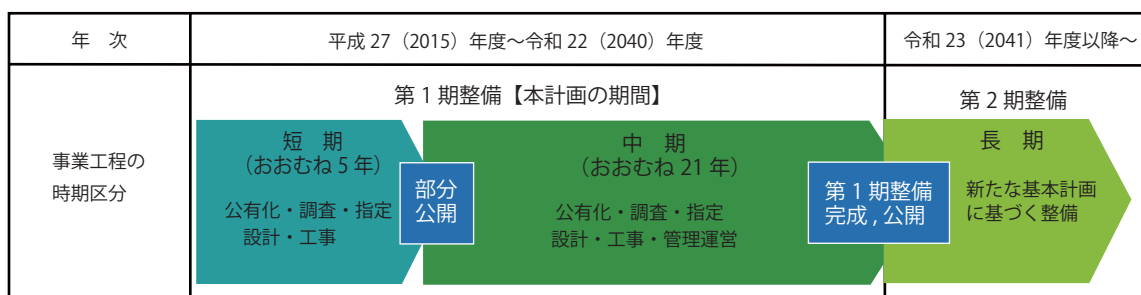 年 次
平成 27（2015）年度～令和 22（2040）年度
令和 23（2041）年度以降～
事業工程の
時期区分
第 1 期整備【本計画の期間】
短 期
（おおむね 5 年）
公有化・調査・指定
設計・工事
部分
公開
中 期
（おおむね 21 年）
公有化・調査・指定
設計・工事・管理運営
第 1 期整備
完成 , 公開
第 2 期整備
長 期
新たな基本計画
に基づく整備